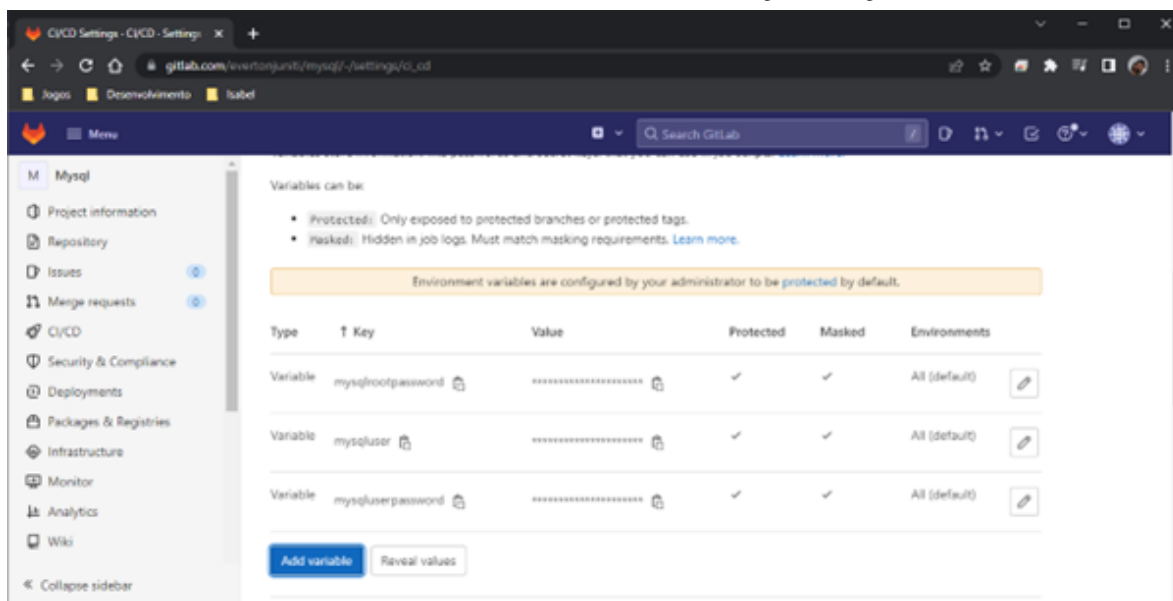 CI/CD Settings · CI/CD · Settings
gitlab.com/evertonjuniti/mysql/-/settings/ci_cd
Jogos Desenvolvimento Isabel
Menu
Search GitLab
/
M Mysql
Project information
Repository
Issues 0
Merge requests 0
CI/CD
Security & Compliance
Deployments
Packages & Registries
Infrastructure
Monitor
Analytics
Wiki
Collapse sidebar
Variables can be:
Protected: Only exposed to protected branches or protected tags.
Masked: Hidden in job logs. Must match masking requirements. Learn more.
Environment variables are configured by your administrator to be protected by default.
Type ↑ Key Value Protected Masked Environments
Variable mysqlrootpassword ********************* All (default)
Variable mysqluser ********************* All (default)
Variable mysqluserpassword ********************* All (default)
Add variable Reveal values